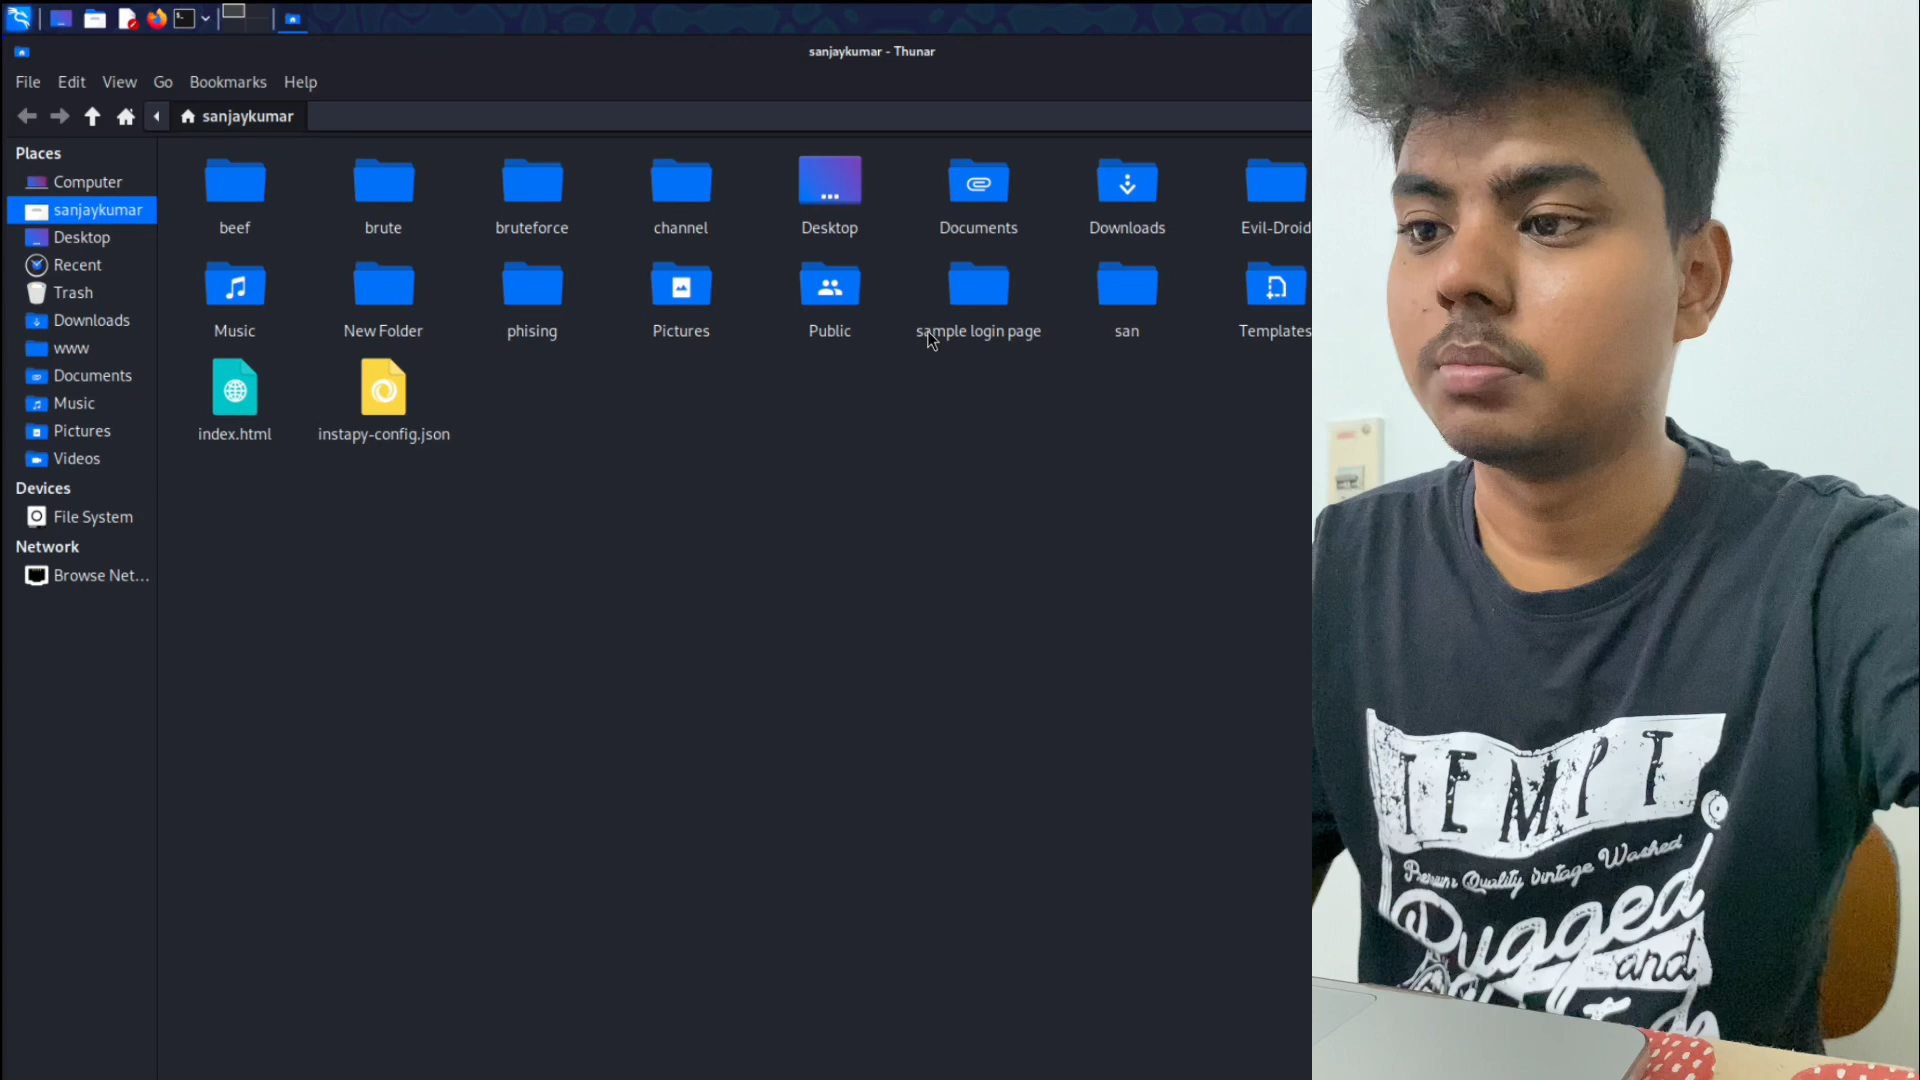 sanjaykumar - Thunar
File Edit View Go Bookmarks Help
sanjaykumar
Places
Computer
sanjaykumar
Desktop
Recent
Trash
Downloads
www
Documents
Music
Pictures
Videos
Devices
File System
Network
Browse Net...
beef brute bruteforce channel Desktop Documents Downloads Evil-Droid
Music New Folder phising Pictures Public sample login page san Templates
index.html instapy-config.json
TEMPT
Premium Quality Vintage Washed
Rugged
and